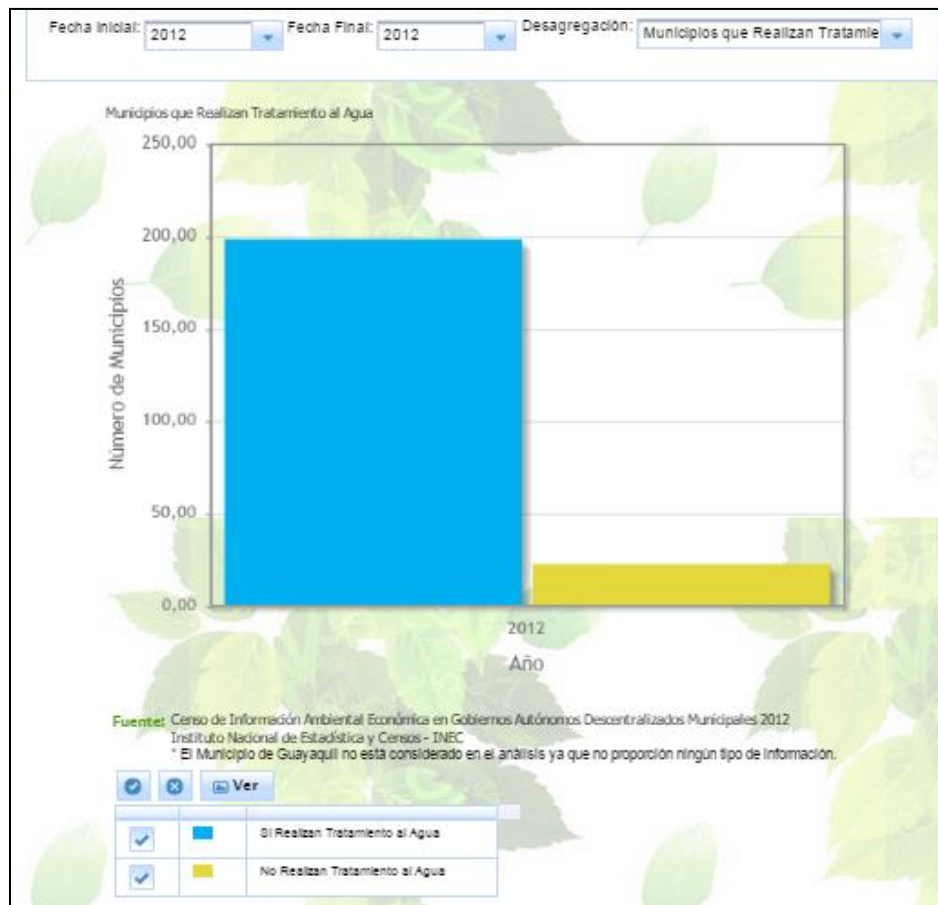 Fecha Inicial: 2012 Fecha Final: 2012 Desagregación: Municipios que Realizan Tratamie
Municipios que Realizan Tratamiento al Agua
250,00
200,00
150,00
100,00
50,00
0,00
Número de Municipios
2012
Año
Fuente: Censo de Información Ambiental Económica en Gobiernos Autónomos Descentralizados Municipales 2012
Instituto Nacional de Estadística y Censos - INEC
* El Municipio de Guayaquil no está considerado en el análisis ya que no proporción ningún tipo de información.
Ver
Si Realizan Tratamiento al Agua
No Realizan Tratamiento al Agua